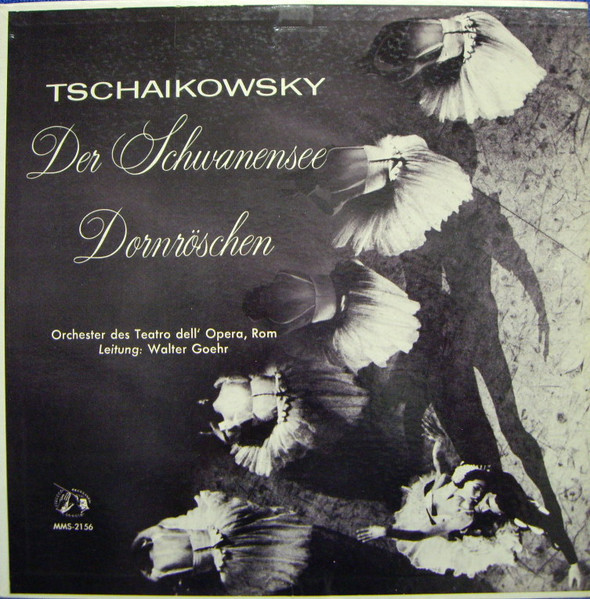 TSCHAIKOWSKY
Der Schwanensee
Dornröschen
Orchester des Teatro dell' Opera, Rom
Leitung: Walter Goehr
MMS-2156